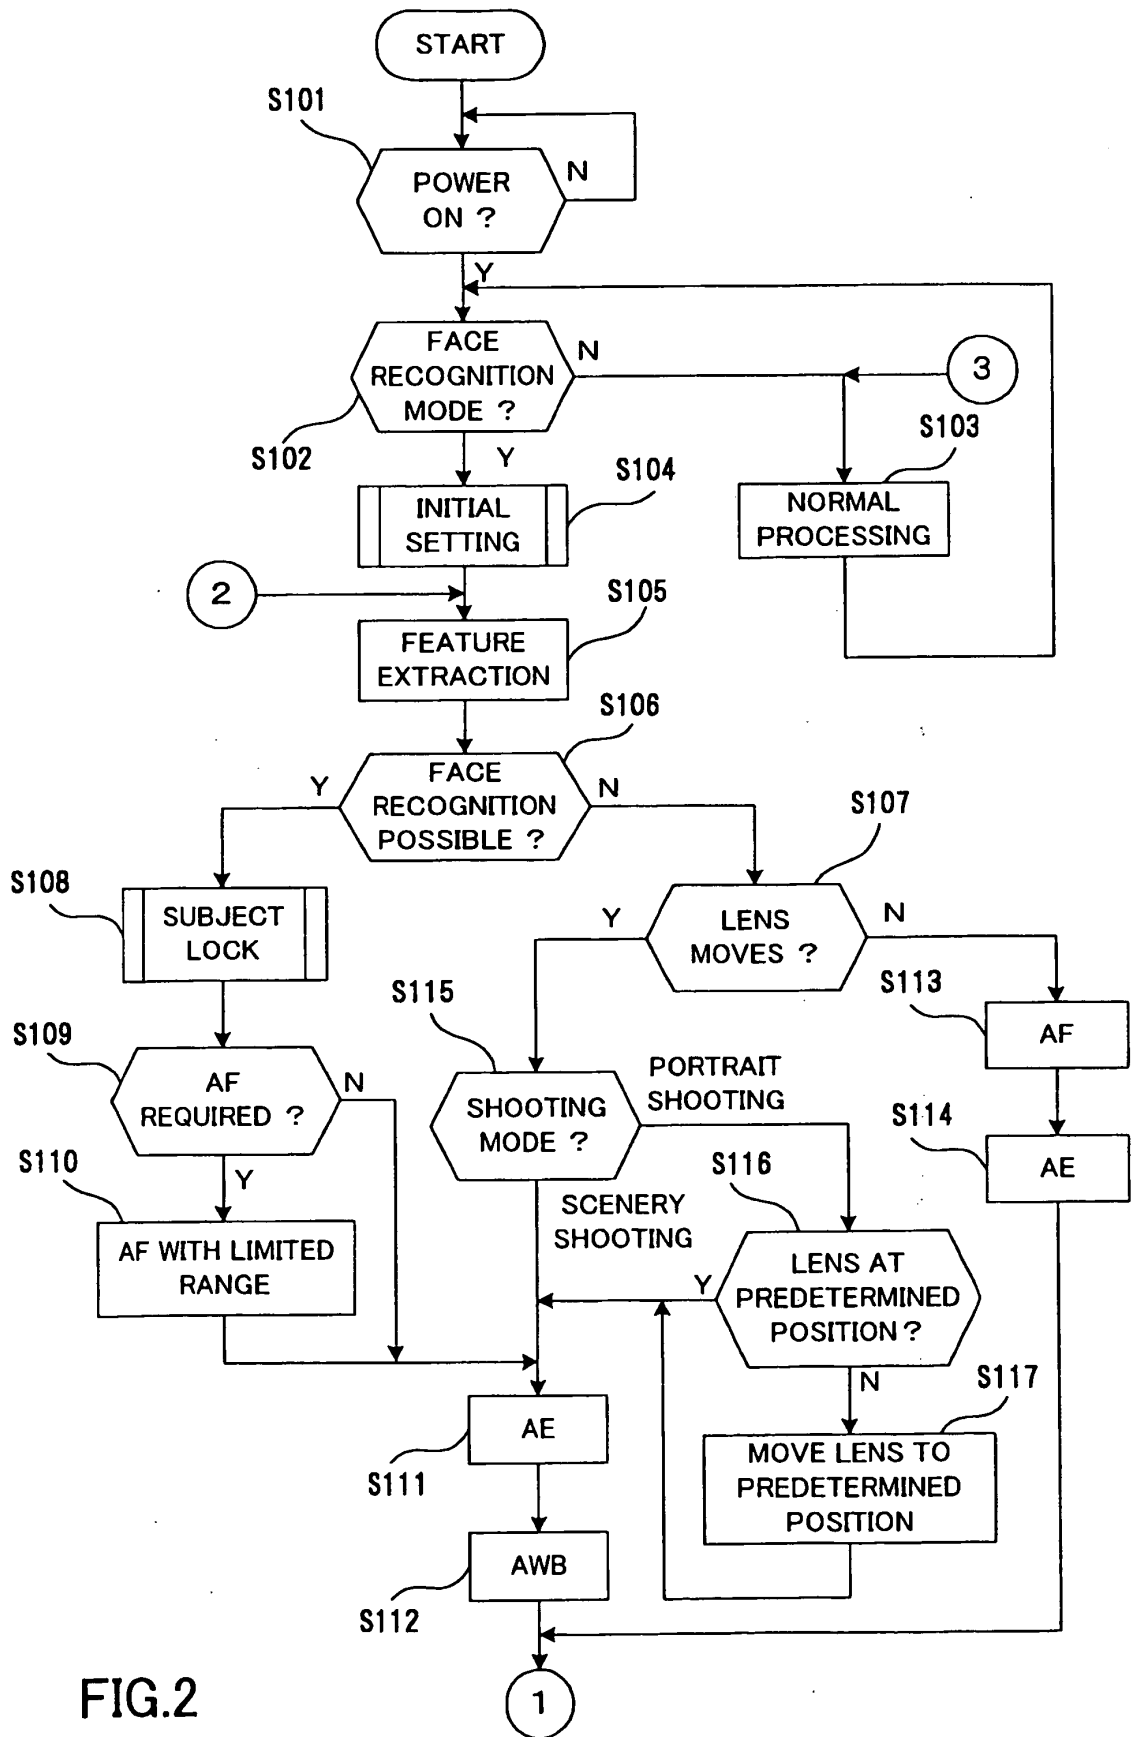 START
S101
POWER
ON ?
N
Y
FACE
RECOGNITION
MODE ?
N
3
S102
Y
S103
S104
INITIAL
SETTING
NORMAL
PROCESSING
2
S105
FEATURE
EXTRACTION
S106
Y
FACE
RECOGNITION
POSSIBLE ?
N
S107
S108
SUBJECT
LOCK
Y
LENS
MOVES ?
N
S115
S113
AF
S109
AF
REQUIRED ?
N
SHOOTING
MODE ?
PORTRAIT
SHOOTING
S114
AE
S110
Y
S116
SCENERY
SHOOTING
AF WITH LIMITED
RANGE
Y
LENS AT
PREDETERMINED
POSITION ?
N
S117
AE
S111
MOVE LENS TO
PREDETERMINED
POSITION
AWB
S112
1
FIG.2